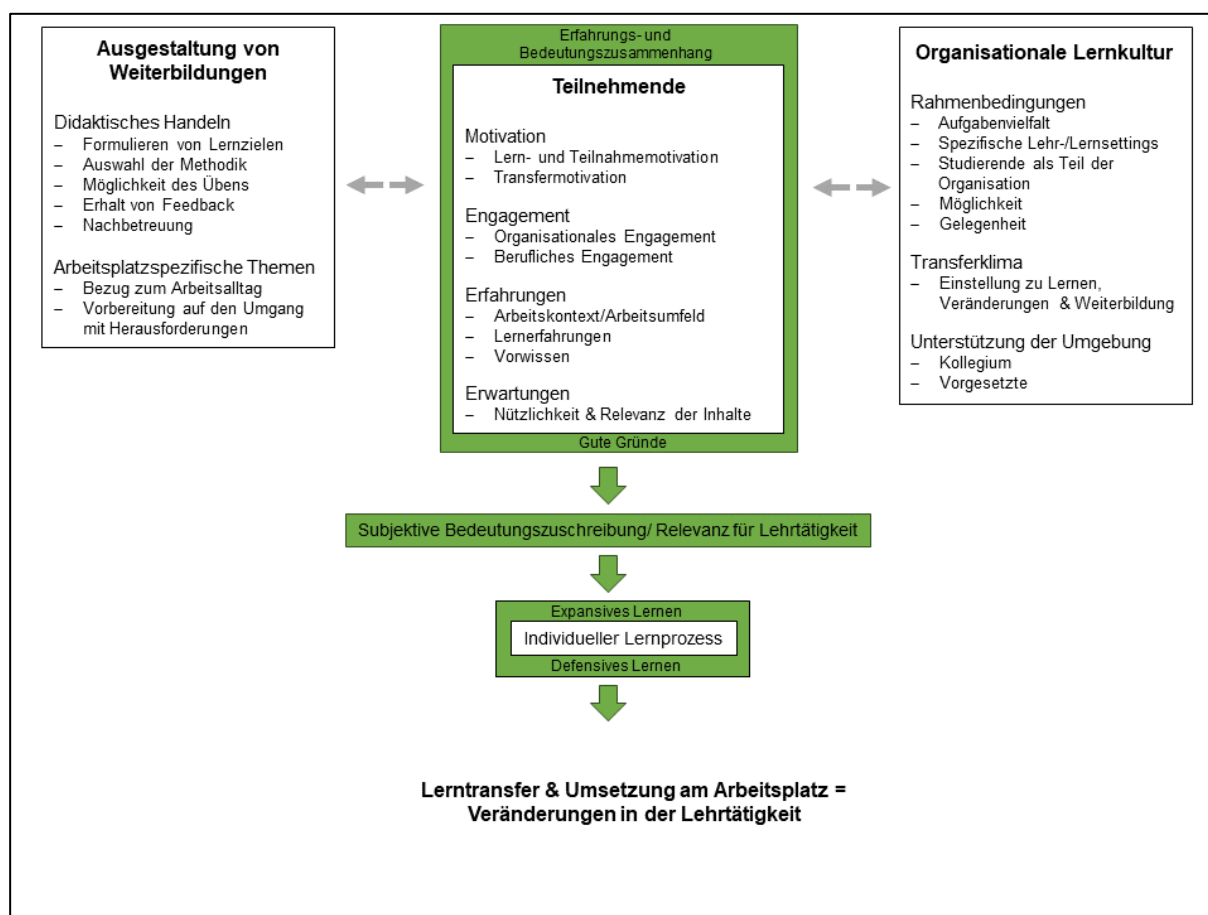 Ausgestaltung von
Weiterbildungen
Didaktisches Handeln
– Formulieren von Lernzielen
– Auswahl der Methodik
– Möglichkeit des Übens
– Erhalt von Feedback
– Nachbetreuung
Arbeitsplatzspezifische Themen
– Bezug zum Arbeitsalltag
– Vorbereitung auf den Umgang
mit Herausforderungen
Erfahrungs- und
Bedeutungszusammenhang
Teilnehmende
Motivation
– Lern- und Teilnahmemotivation
– Transfermotivation
Engagement
– Organisationales Engagement
– Berufliches Engagement
Erfahrungen
– Arbeitskontext/Arbeitsumfeld
– Lernerfahrungen
– Vorwissen
Erwartungen
– Nützlichkeit & Relevanz der Inhalte
Gute Gründe
Organisationale Lernkultur
Rahmenbedingungen
– Aufgabenvielfalt
– Spezifische Lehr-/Lernsettings
– Studierende als Teil der
Organisation
– Möglichkeit
– Gelegenheit
Transferklima
– Einstellung zu Lernen,
Veränderungen & Weiterbildung
Unterstützung der Umgebung
– Kollegium
– Vorgesetzte
Subjektive Bedeutungszuschreibung/ Relevanz für Lehrtätigkeit
Expansives Lernen
Individueller Lernprozess
Defensives Lernen
Lerntransfer & Umsetzung am Arbeitsplatz =
Veränderungen in der Lehrtätigkeit